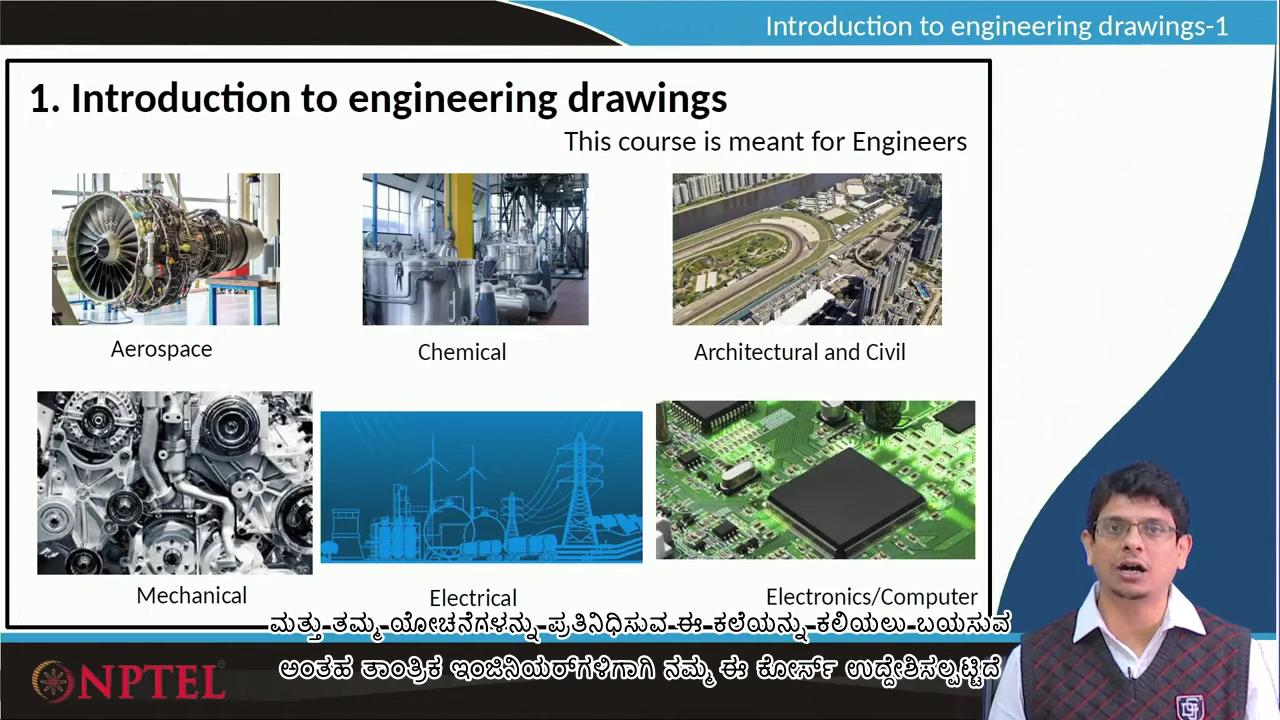 Introduction to engineering drawings-1
1. Introduction to engineering drawings
This course is meant for Engineers
Aerospace
Chemical
Architectural and Civil
Mechanical
Electrical
Electronics/Computer
ಮತ್ತು ತಮ್ಮ ಯೋಚನೆಗಳನ್ನು ಪ್ರತಿನಿಧಿಸುವ ಈ ಕಲೆಯನ್ನು ಕಲಿಯಲು ಬಯಸುವ
ಅಂತಹ ತಾಂತ್ರಿಕ ಇಂಜಿನಿಯರ್‌ಗಳಿಗಾಗಿ ನಮ್ಮ ಈ ಕೋರ್ಸ್ ಉದ್ದೇಶಿಸಲ್ಪಟ್ಟಿದೆ
NPTEL